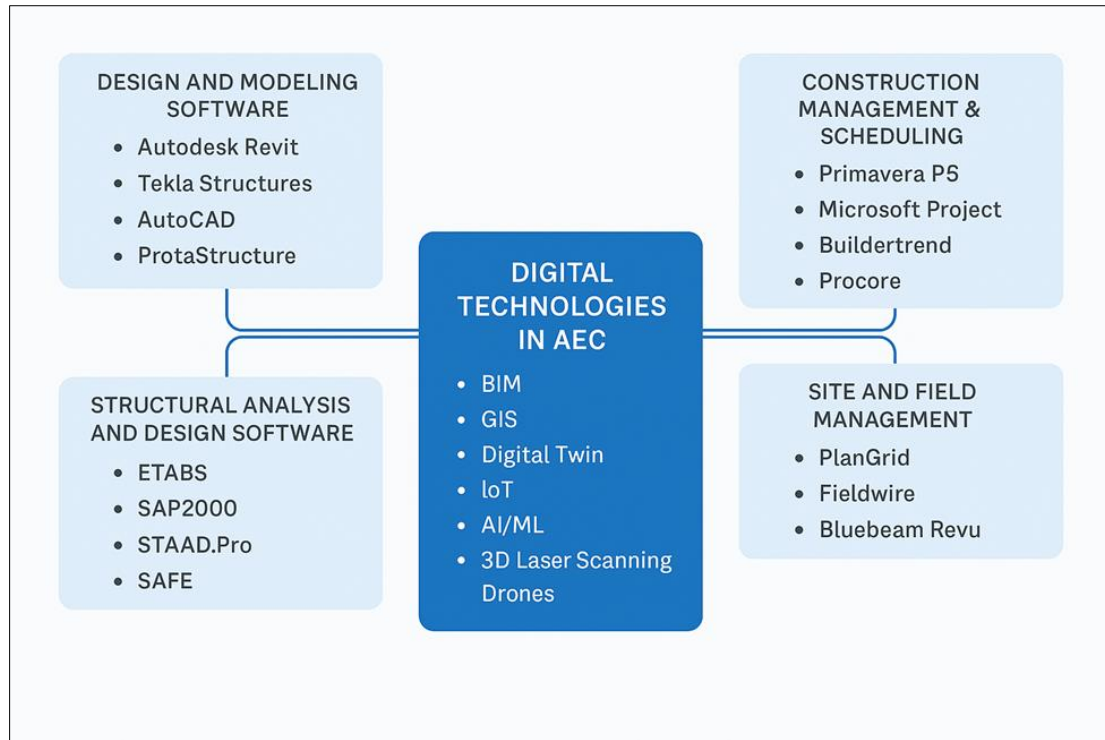 DESIGN AND MODELING
SOFTWARE
• Autodesk Revit
• Tekla Structures
• AutoCAD
• ProtaStructure
STRUCTURAL ANALYSIS
AND DESIGN SOFTWARE
• ETABS
• SAP2000
• STAAD.Pro
• SAFE
DIGITAL
TECHNOLOGIES
IN AEC
• BIM
• GIS
• Digital Twin
• loT
• AI/ML
• 3D Laser Scanning
Drones
CONSTRUCTION
MANAGEMENT &
SCHEDULING
• Primavera P5
• Microsoft Project
• Buildertrend
• Procore
SITE AND FIELD
MANAGEMENT
• PlanGrid
• Fieldwire
• Bluebeam Revu